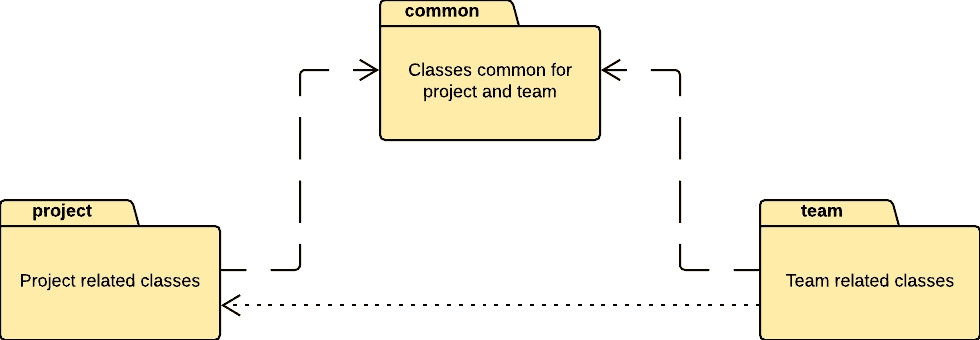 common
Classes common for
project and team
project
Project related classes
team
Team related classes